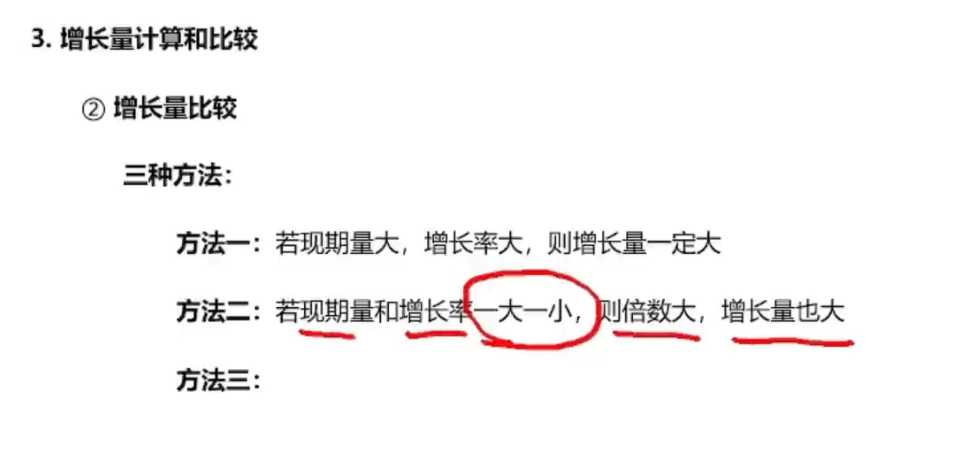 3. 增长量计算和比较
② 增长量比较
三种方法：
方法一：若现期量大，增长率大，则增长量一定大
方法二：若现期量和增长率一大一小，则倍数大，增长量也大
方法三：